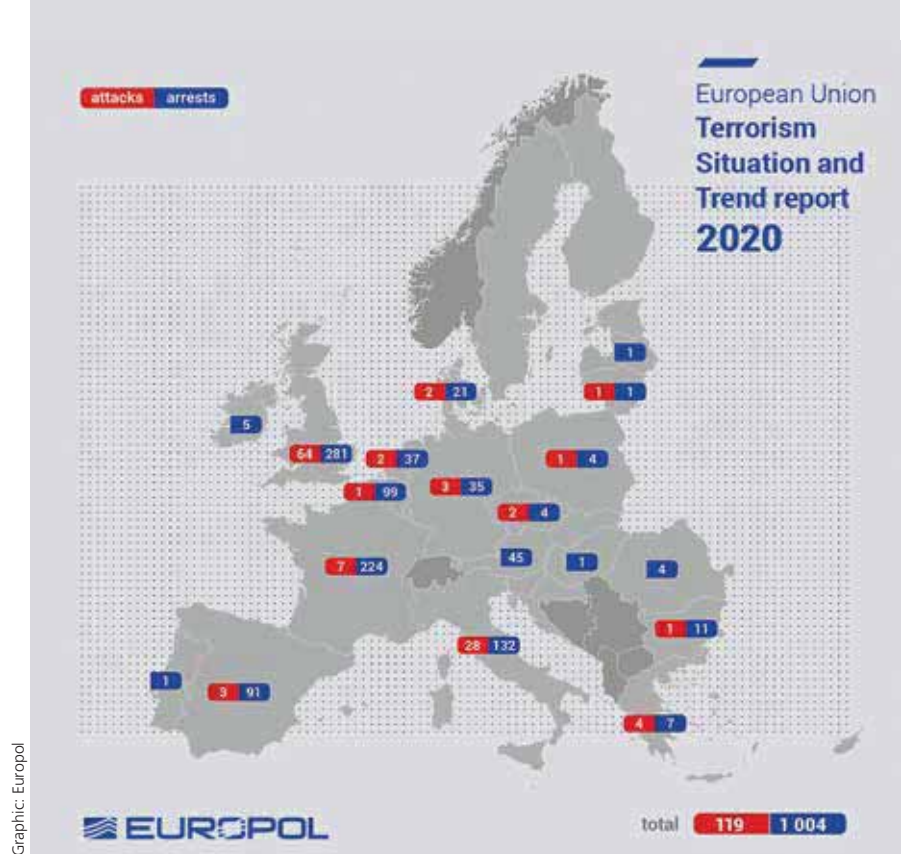 attacks arrests
European Union
Terrorism
Situation and
Trend report
2020
1
2 21
1 1
5
64 281
2 37
1 4
3 35
1 99
2 4
45
1
7 224
4
1 11
28 132
1
3 91
4 7
EUROPOL
total 119 1 004
Graphic: Europol